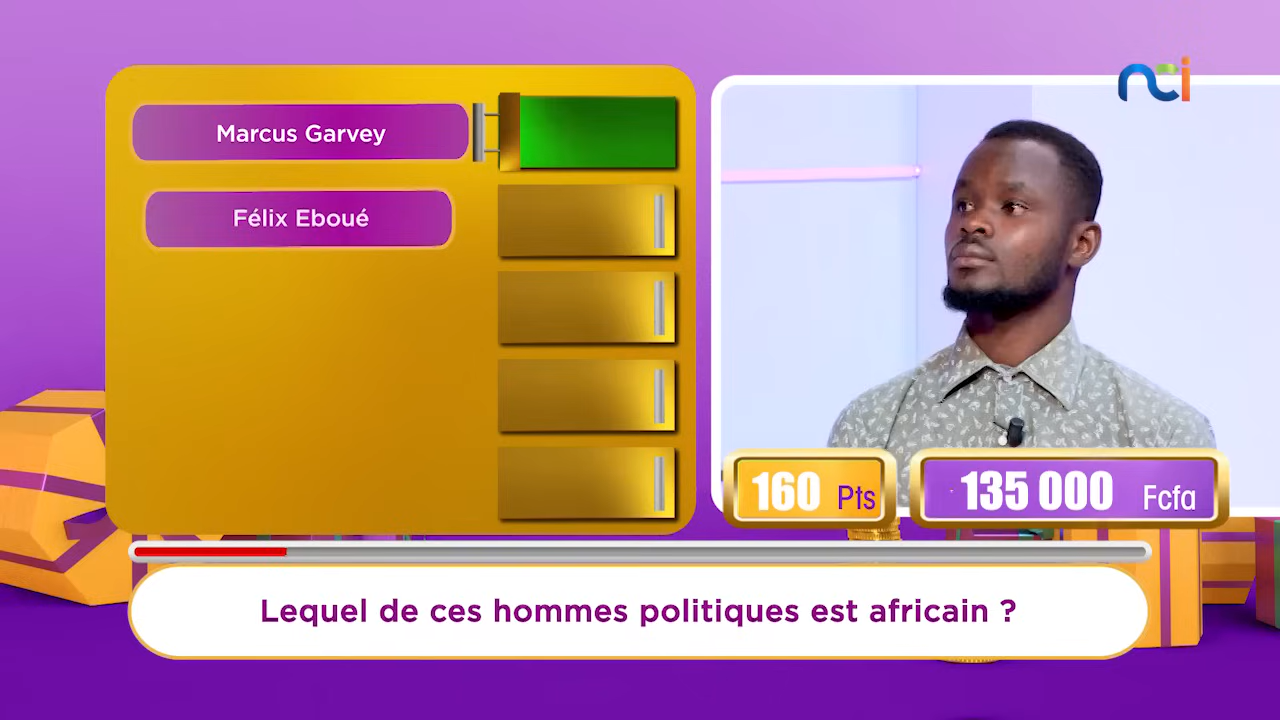 nci
Marcus Garvey
Félix Eboué
160 Pts
135 000 Fcfa
Lequel de ces hommes politiques est africain ?